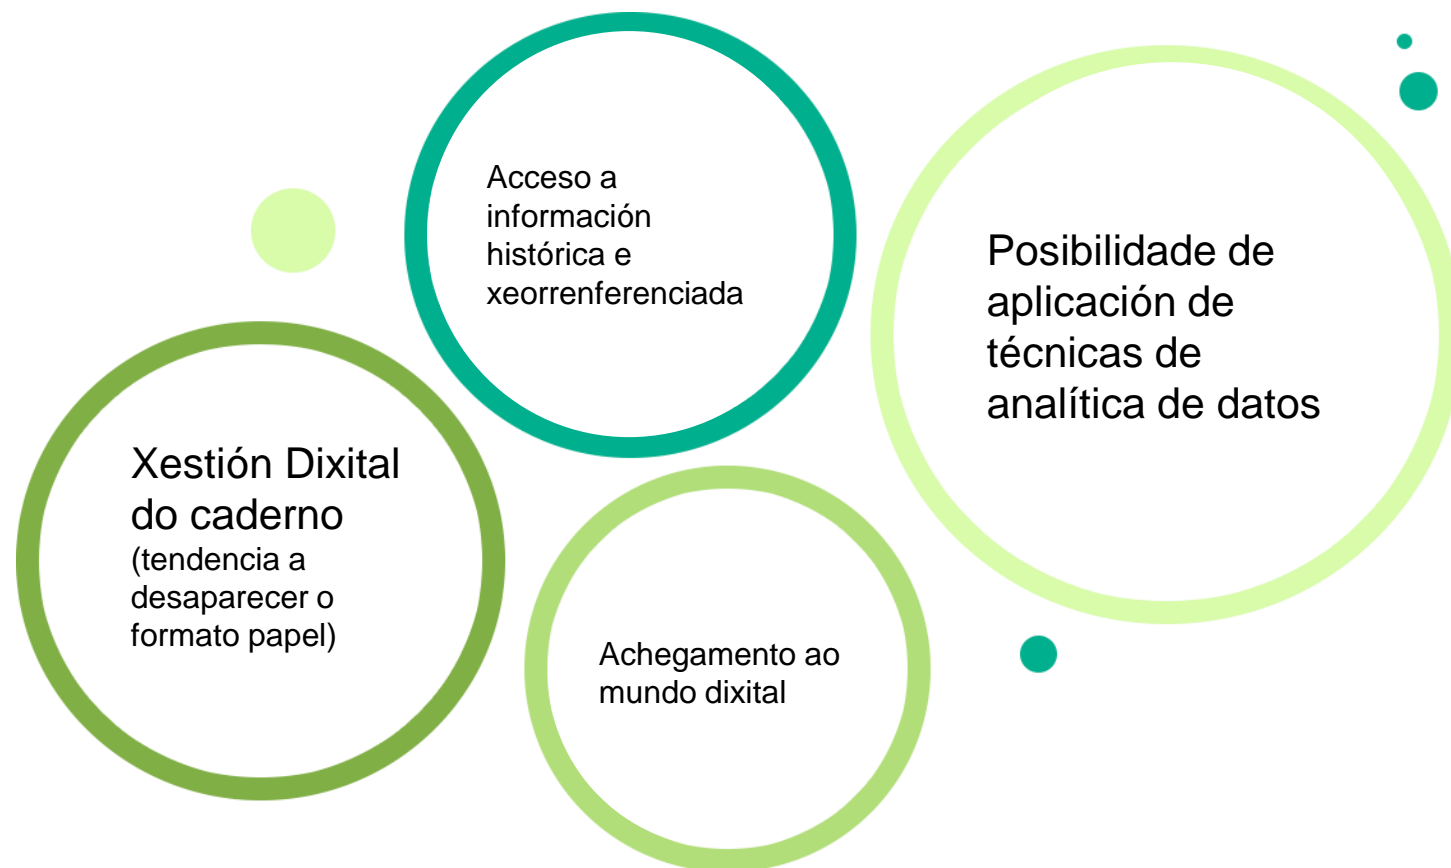 Acceso a
información
histórica e
xeorrenferenciada
Posibilidade de
aplicación de
técnicas de
analítica de datos
Xestión Dixital
do caderno
(tendencia a
desaparecer o
formato papel)
Achegamento ao
mundo dixital